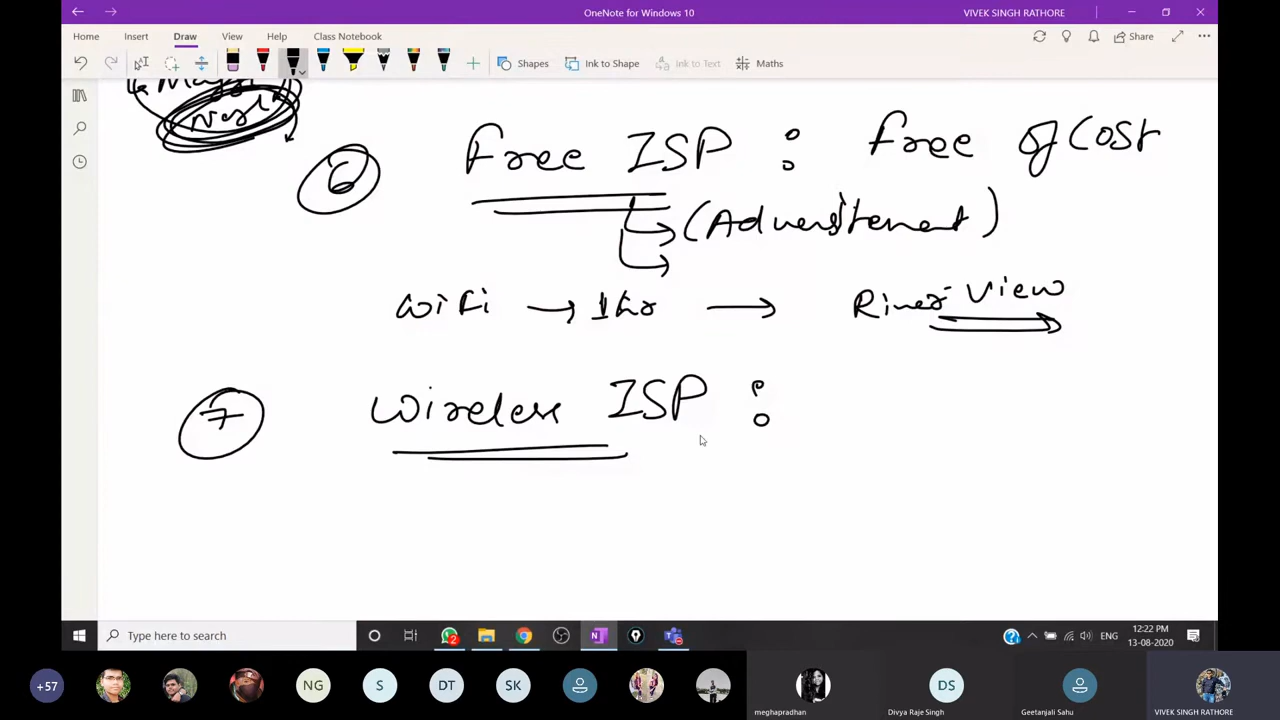 OneNote for Windows 10
VIVEK SINGH RATHORE
Home Insert Draw View Help Class Notebook
Share
Shapes Ink to Shape Ink to Text Maths
6 Free ISP : Free of Cost
(Adversitement)
WiFi → 1hr → River View
7 Wireless ISP :
Type here to search
2
ENG
12:22 PM
13-08-2020
+57 NG S DT SK DS
meghapradhan Divya Raje Singh Geetanjali Sahu VIVEK SINGH RATHORE